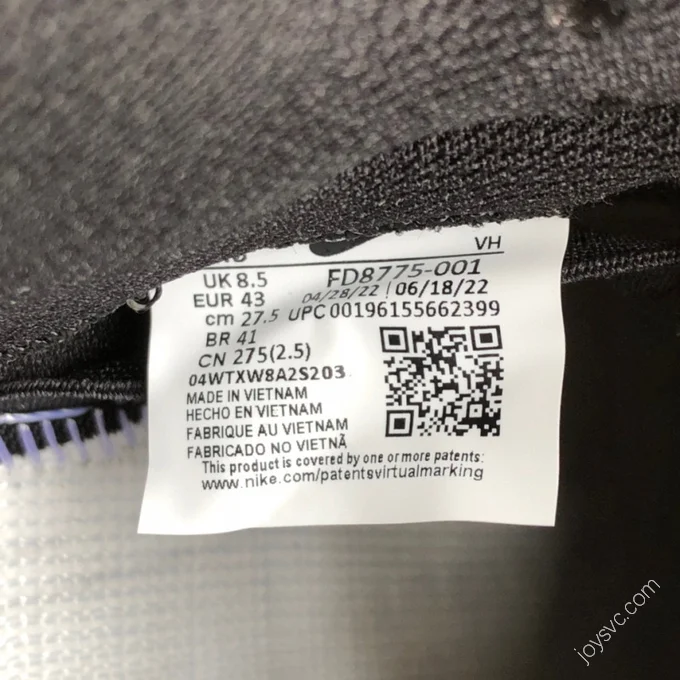 VH
UK 8.5 FD8775-001
EUR 43 04/28/22 06/18/22
cm 27.5 UPC 00196155662399
BR 41
CN 275(2.5)
04WTXW8A2S203
MADE IN VIETNAM
HECHO EN VIETNAM
FABRIQUE AU VIETNAM
FABRICADO NO VIETNÃ
This product is covered by one or more patents:
www.nike.com/patentsvirtualmarking
joysvc.com